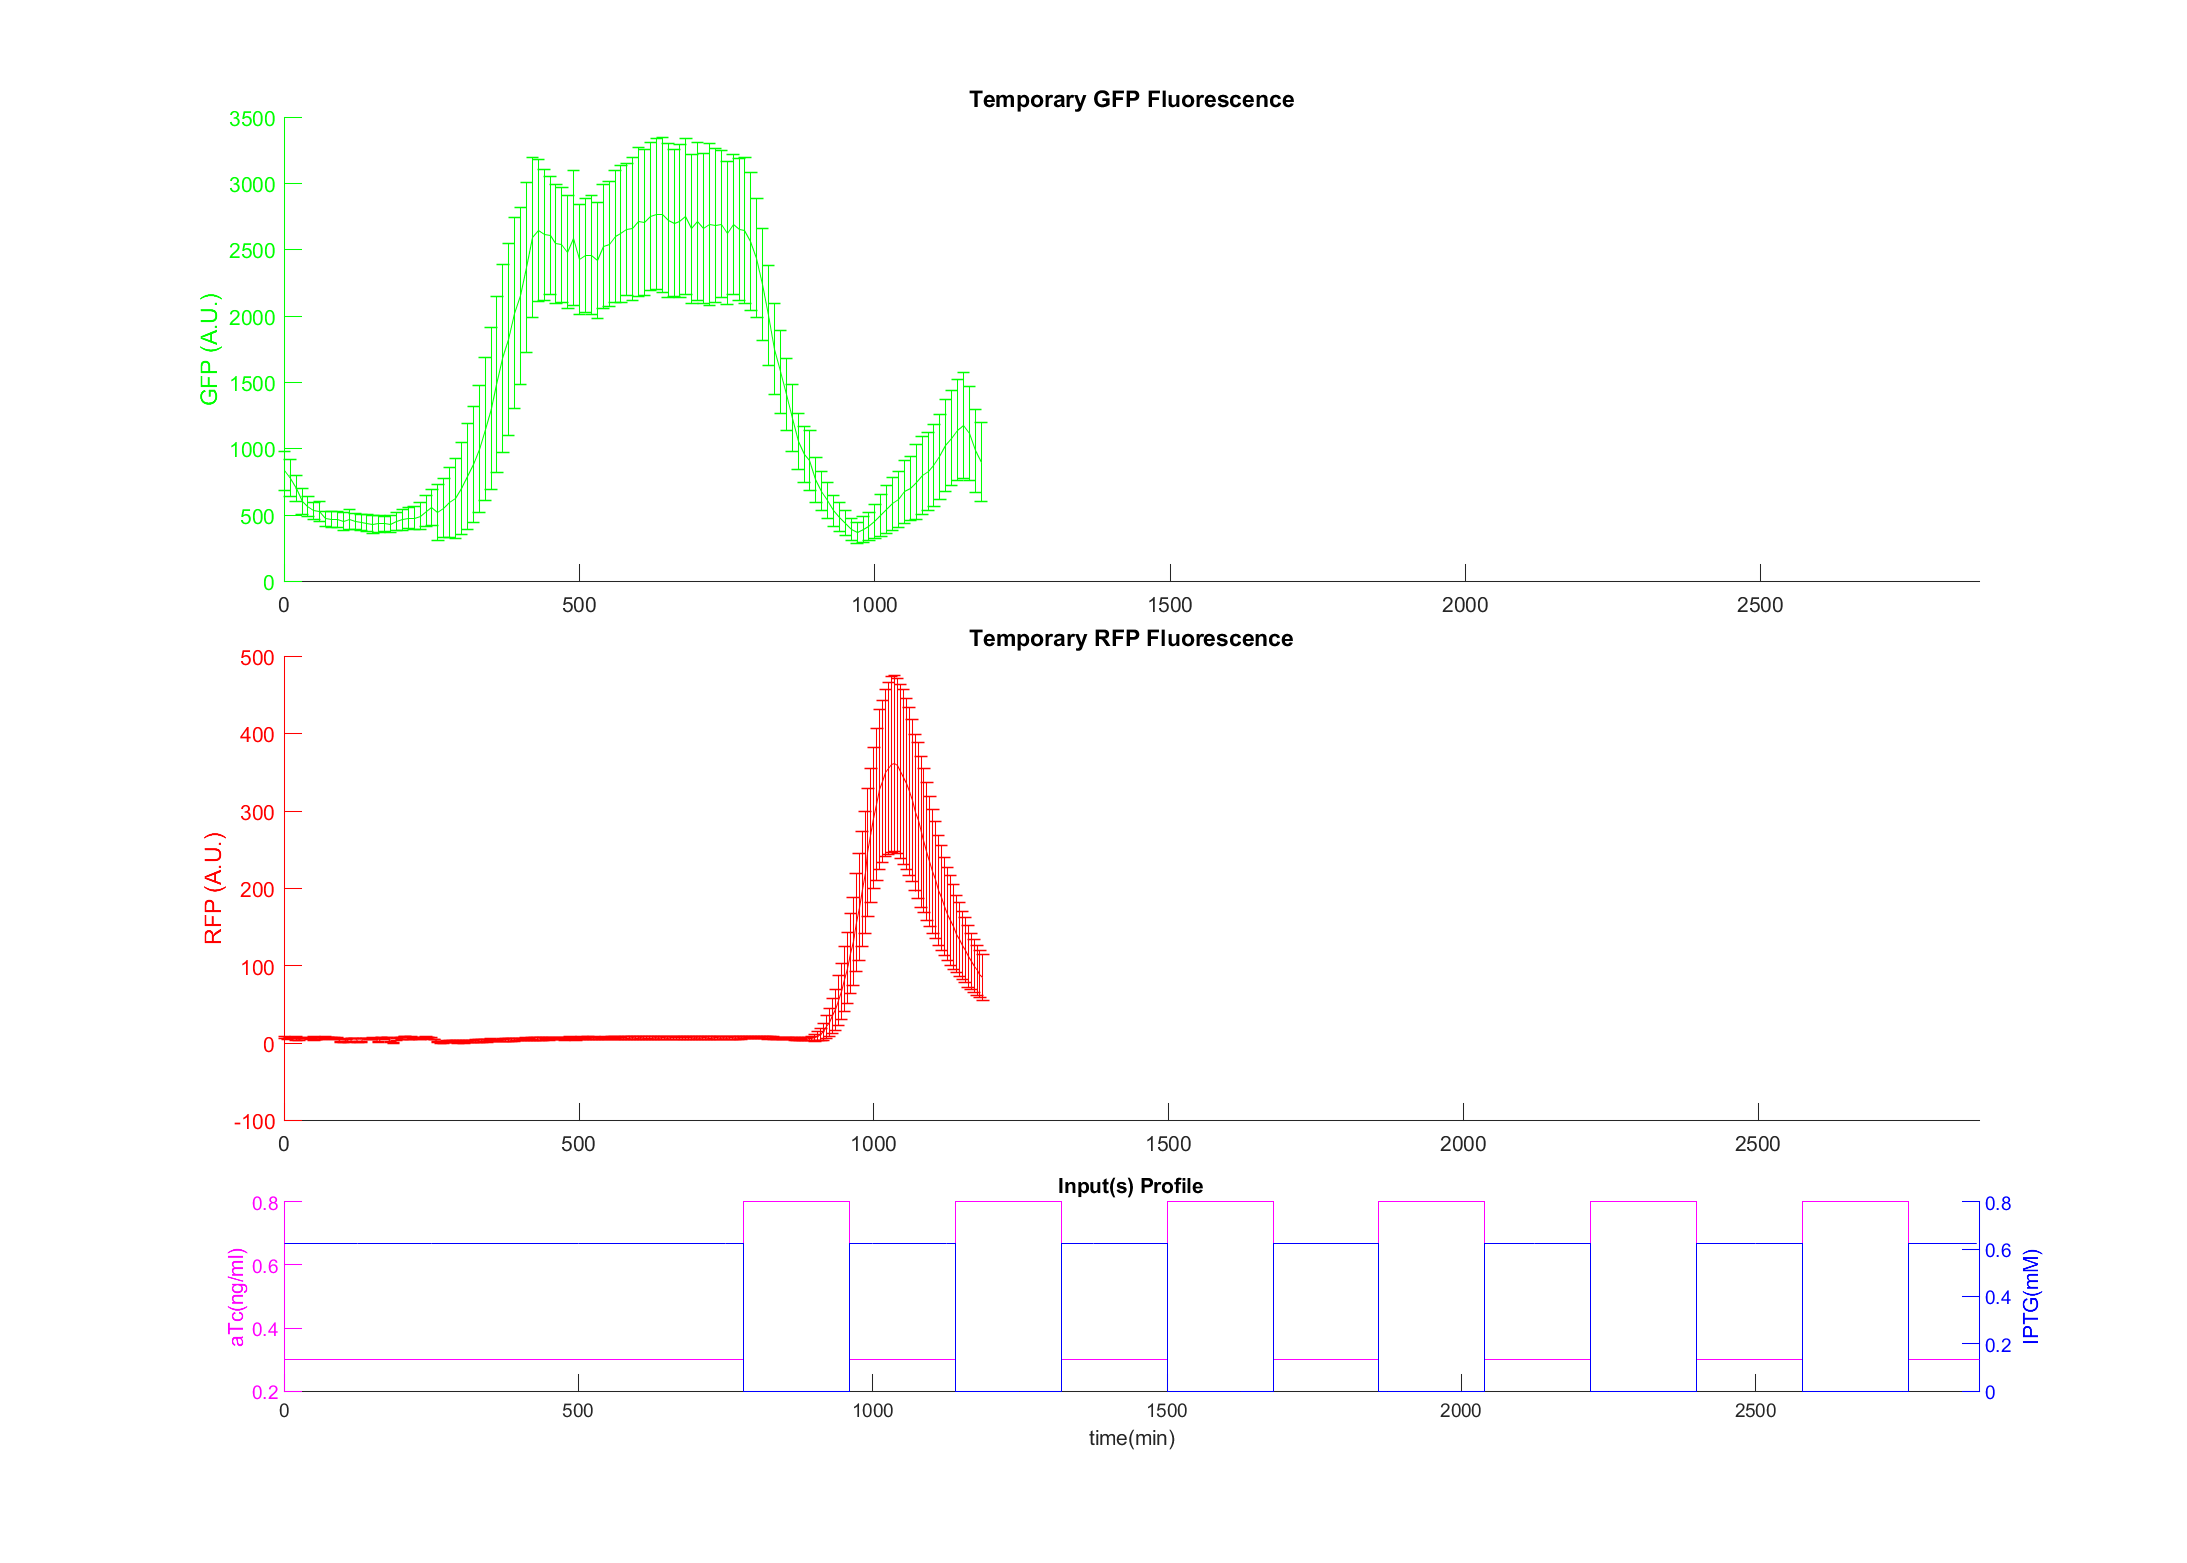 Temporary GFP Fluorescence
3500
3000
2500
2000
1500
1000
500
0
GFP (A.U.)
0 500 1000 1500 2000 2500
Temporary RFP Fluorescence
500
400
300
200
100
0
-100
RFP (A.U.)
0 500 1000 1500 2000 2500
Input(s) Profile
0.8
0.6
0.4
0.2
aTc(ng/ml)
0.8
0.6
0.4
0.2
0
IPTG(mM)
0 500 1000 1500 2000 2500
time(min)